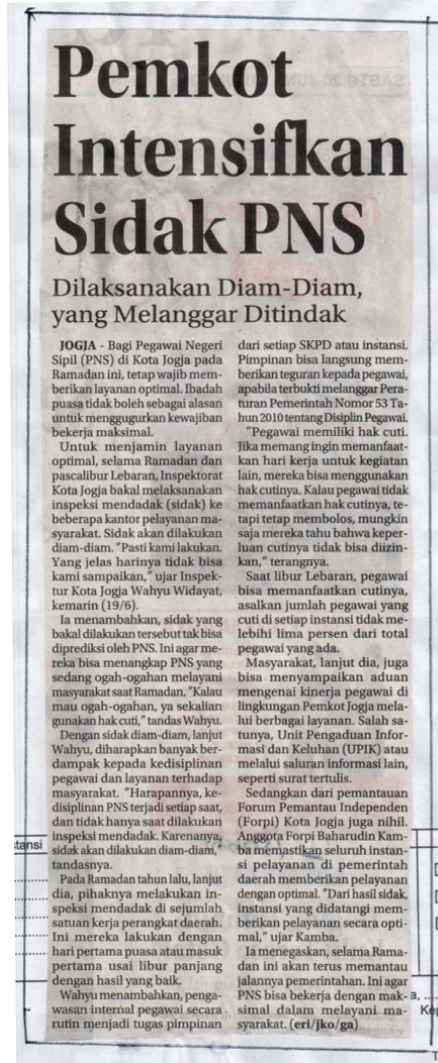 Pemkot
Intensifkan
Sidak PNS
Dilaksanakan Diam-Diam,
yang Melanggar Ditindak
JOGJA - Bagi Pegawai Negeri
Sipil (PNS) di Kota Jogja pada
Ramadan ini, tetap wajib mem-
berikan layanan optimal. Ibadah
puasa tidak boleh sebagai alasan
untuk menggugurkan kewajiban
bekerja maksimal.
Untuk menjamin layanan
optimal, selama Ramadan dan
pascalibur Lebaran, Inspektorat
Kota Jogja bakal melaksanakan
inspeksi mendadak (sidak) ke
beberapa kantor pelayanan ma-
syarakat. Sidak akan dilakukan
diam-diam. "Pasti kami lakukan.
Yang jelas harinya tidak bisa
kami sampaikan," ujar Inspek-
tur Kota Jogja Wahyu Widayat,
kemarin (19/6).
Ia menambahkan, sidak yang
bakal dilakukan tersebut tak bisa
diprediksi oleh PNS. Ini agar me-
reka bisa menangkap PNS yang
sedang ogah-ogahan melayani
masyarakat saat Ramadan. "Kalau
mau ogah-ogahan, ya sekalian
gunakan hak cuti," tandas Wahyu.
Dengan sidak diam-diam, lanjut
Wahyu, diharapkan banyak ber-
dampak kepada kedisiplinan
pegawai dan layanan terhadap
masyarakat. "Harapannya, ke-
disiplinan PNS terjadi setiap saat,
dan tidak hanya saat dilakukan
inspeksi mendadak. Karenanya,
sidak akan dilakukan diam-diam,"
tandasnya.
Pada Ramadan tahun lalu, lanjut
dia, pihaknya melakukan in-
speksi mendadak di sejumlah
satuan kerja perangkat daerah.
Ini mereka lakukan dengan
hari pertama puasa atau masuk
pertama usai libur panjang
dengan hasil yang baik.
Wahyu menambahkan, penga-
wasan internal pegawai secara
rutin menjadi tugas pimpinan
dari setiap SKPD atau instansi.
Pimpinan bisa langsung mem-
berikan teguran kepada pegawai,
apabila terbukti melanggar Pera-
turan Pemerintah Nomor 53 Ta-
hun 2010 tentang Disiplin Pegawai.
"Pegawai memiliki hak cuti.
Jika memang ingin memanfaat-
kan hari kerja untuk kegiatan
lain, mereka bisa menggunakan
hak cutinya. Kalau pegawai tidak
memanfaatkan hak cutinya, te-
tapi tetap membolos, mungkin
saja mereka tahu bahwa keper-
luan cutinya tidak bisa diizin-
kan," terangnya.
Saat libur Lebaran, pegawai
bisa memanfaatkan cutinya,
asalkan jumlah pegawai yang
cuti di setiap instansi tidak me-
lebihi lima persen dari total
pegawai yang ada.
Masyarakat, lanjut dia, juga
bisa menyampaikan aduan
mengenai kinerja pegawai di
lingkungan Pemkot Jogja mela-
lui berbagai layanan. Salah sa-
tunya, Unit Pengaduan Infor-
masi dan Keluhan (UPIK) atau
melalui saluran informasi lain,
seperti surat tertulis.
Sedangkan dari pemantauan
Forum Pemantau Independen
(Forpi) Kota Jogja juga nihil.
Anggota Forpi Baharudin Kam-
ba memastikan seluruh instan-
si pelayanan di pemerintah
daerah memberikan pelayanan
dengan optimal. "Dari hasil sidak,
instansi yang didatangi mem-
berikan pelayanan secara opti-
mal," ujar Kamba.
Ia menegaskan, selama Rama-
dan ini akan terus memantau
jalannya pemerintahan. Ini agar
PNS bisa bekerja dengan mak-
simal dalam melayani ma-
syarakat. (eri/jko/ga)